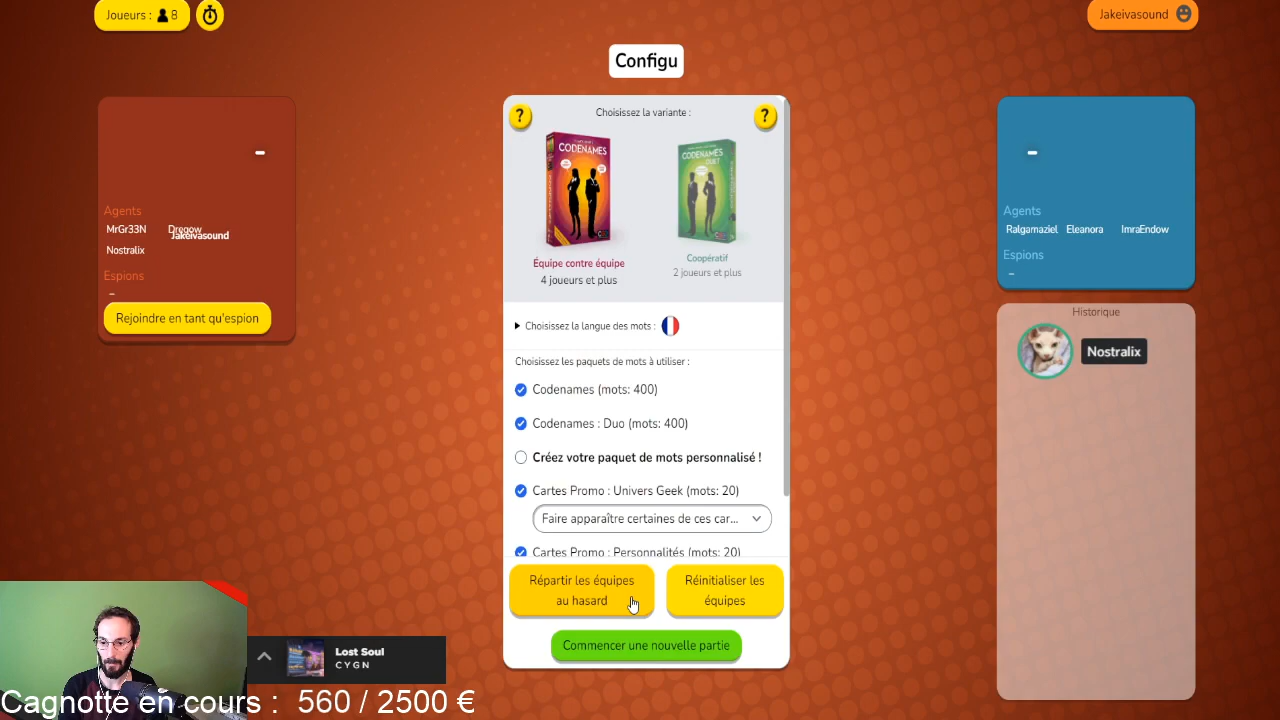 Joueurs : 8
Jakeivasound
Configu
Choisissez la variante :
? ?
CODENAMES
CODENAMES
DUET
Équipe contre équipe
4 joueurs et plus
Coopératif
2 joueurs et plus
Agents
MrGr33N Dregow
Jakeivasound
Nostralix
Espions
–
Rejoindre en tant qu'espion
Agents
Ralgamaziel Eleanora ImraEndow
Espions
–
Historique
Nostralix
Choisissez la langue des mots :
Choisissez les paquets de mots à utiliser :
Codenames (mots: 400)
Codenames : Duo (mots: 400)
Créez votre paquet de mots personnalisé !
Cartes Promo : Univers Geek (mots: 20)
Faire apparaître certaines de ces car...
Cartes Promo : Personnalités (mots: 20)
Répartir les équipes
au hasard
Réinitialiser les
équipes
Commencer une nouvelle partie
Lost Soul
CYGN
Cagnotte en cours : 560 / 2500 €